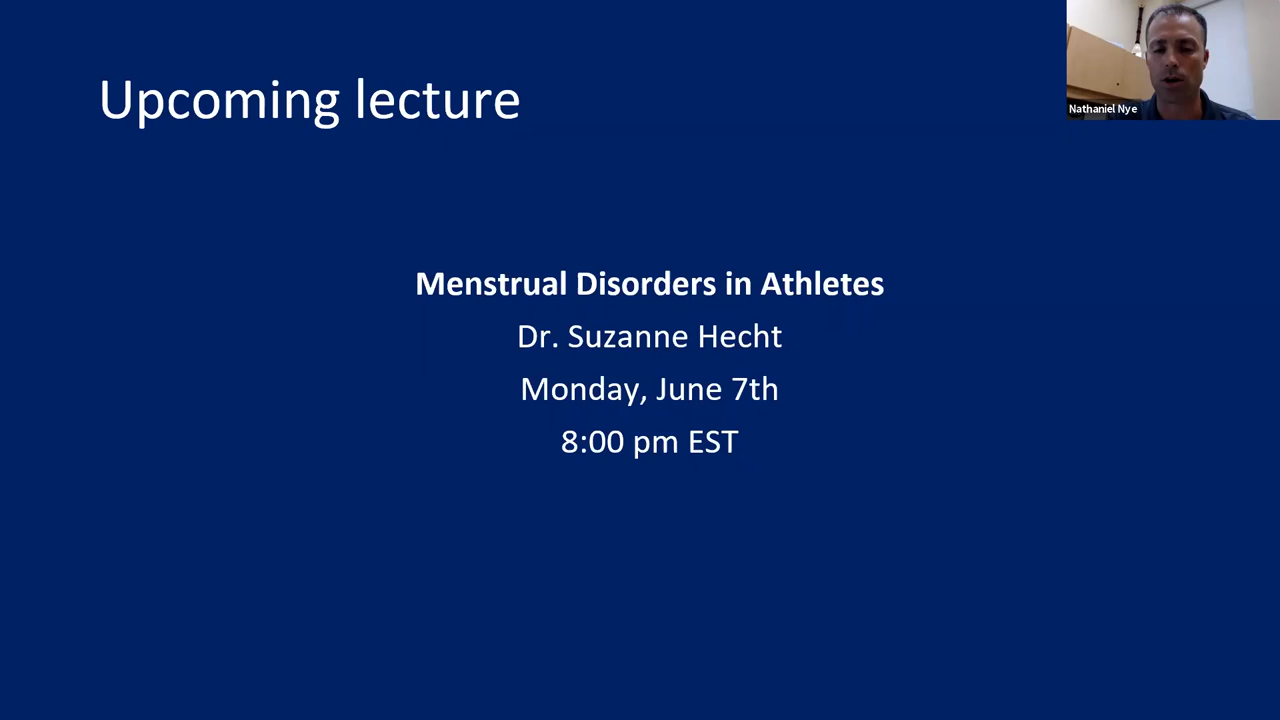 Upcoming lecture
Nathaniel Nye
Menstrual Disorders in Athletes
Dr. Suzanne Hecht
Monday, June 7th
8:00 pm EST